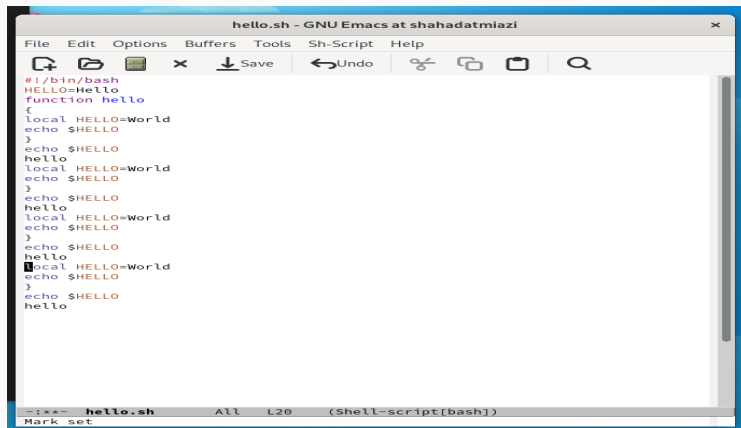 hello.sh - GNU Emacs at shahadatmiazi
File Edit Options Buffers Tools Sh-Script Help
Save Undo
#!/bin/bash
HELLO=Hello
function hello
{
local HELLO=World
echo $HELLO
}
echo $HELLO
hello
local HELLO=World
echo $HELLO
}
echo $HELLO
hello
local HELLO=World
echo $HELLO
}
echo $HELLO
hello
local HELLO=World
echo $HELLO
}
echo $HELLO
hello
-:**- hello.sh All L20 (Shell-script[bash])
Mark set